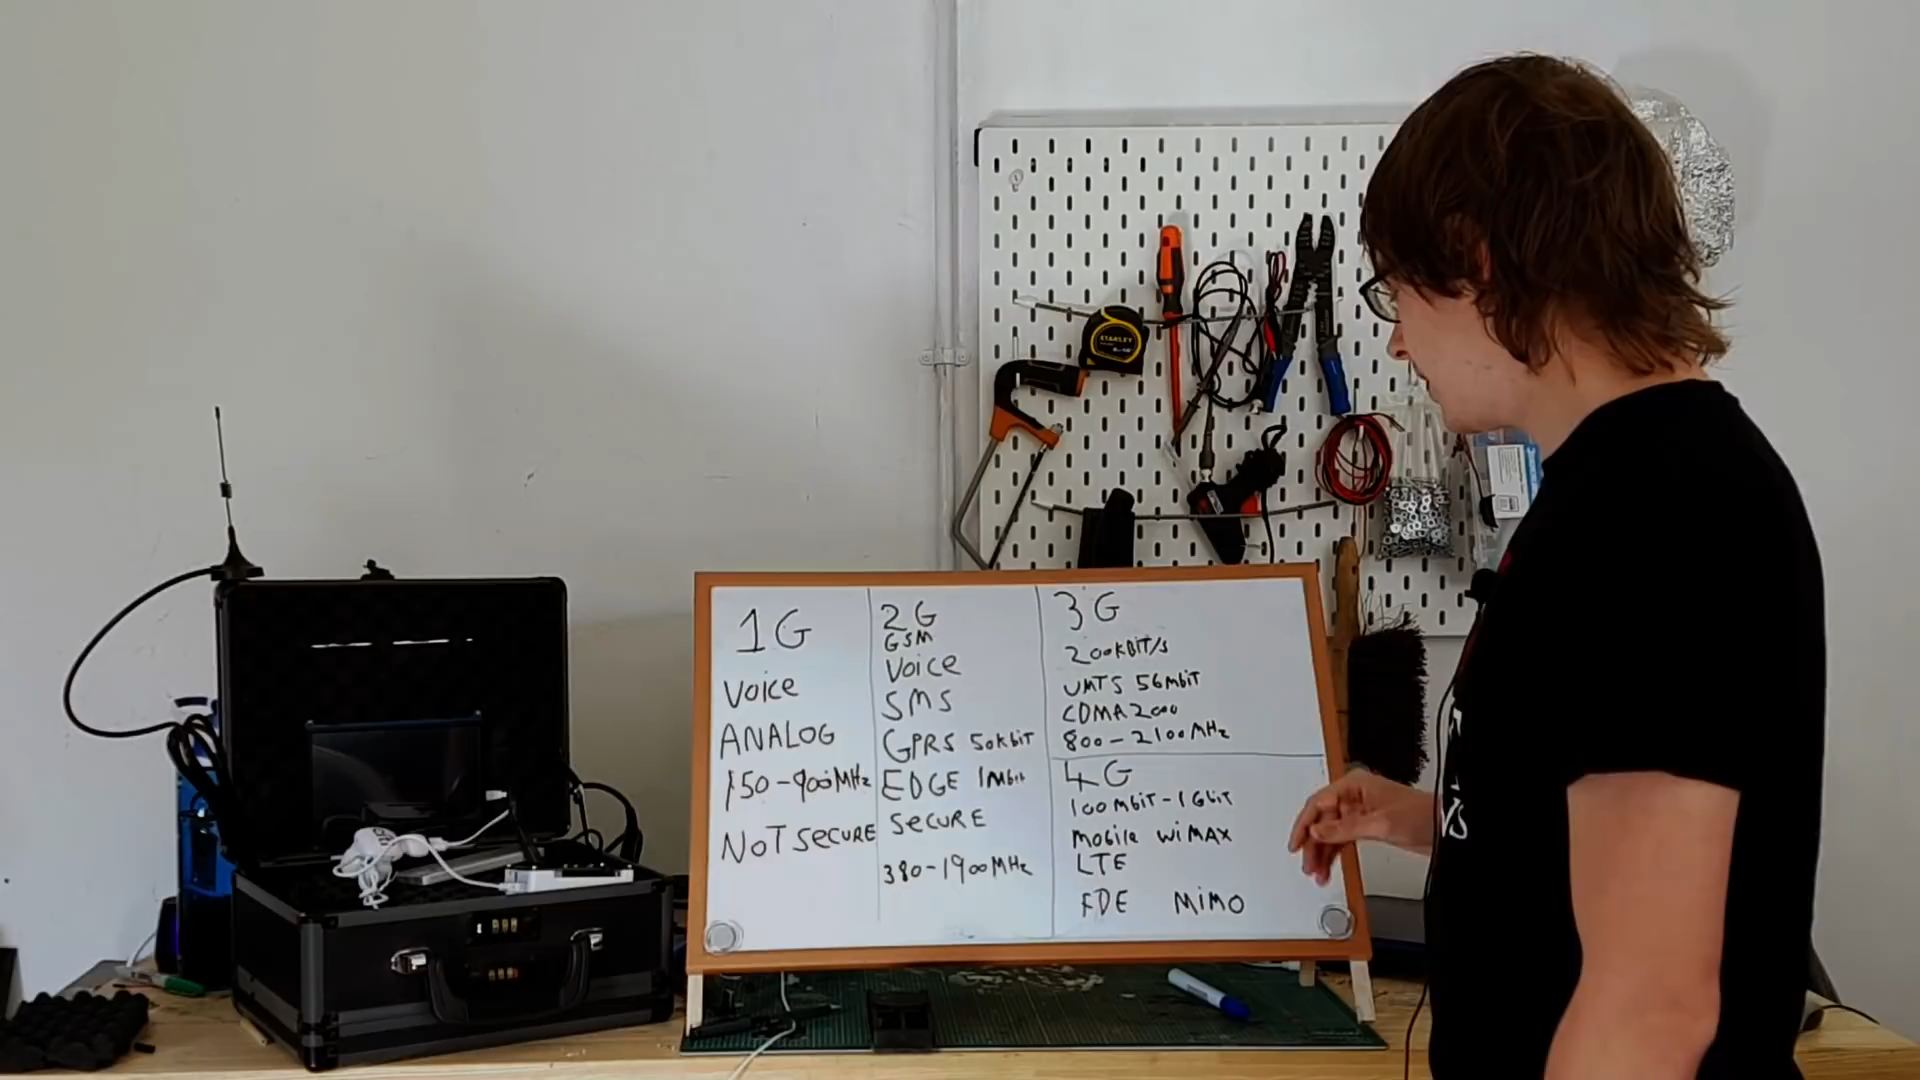 1G
VOICE
ANALOG
150-900MHz
NOT SECURE
2G
GSM
VOICE
SMS
GPRS 50KBIT
EDGE 1Mbit
SECURE
380-1900MHz
3G
200KBIT/S
UMTS 56MBIT
CDMA2000
800-2100MHz
4G
100MBIT-1GBIT
MOBILE WIMAX
LTE
FDE MIMO
STANLEY